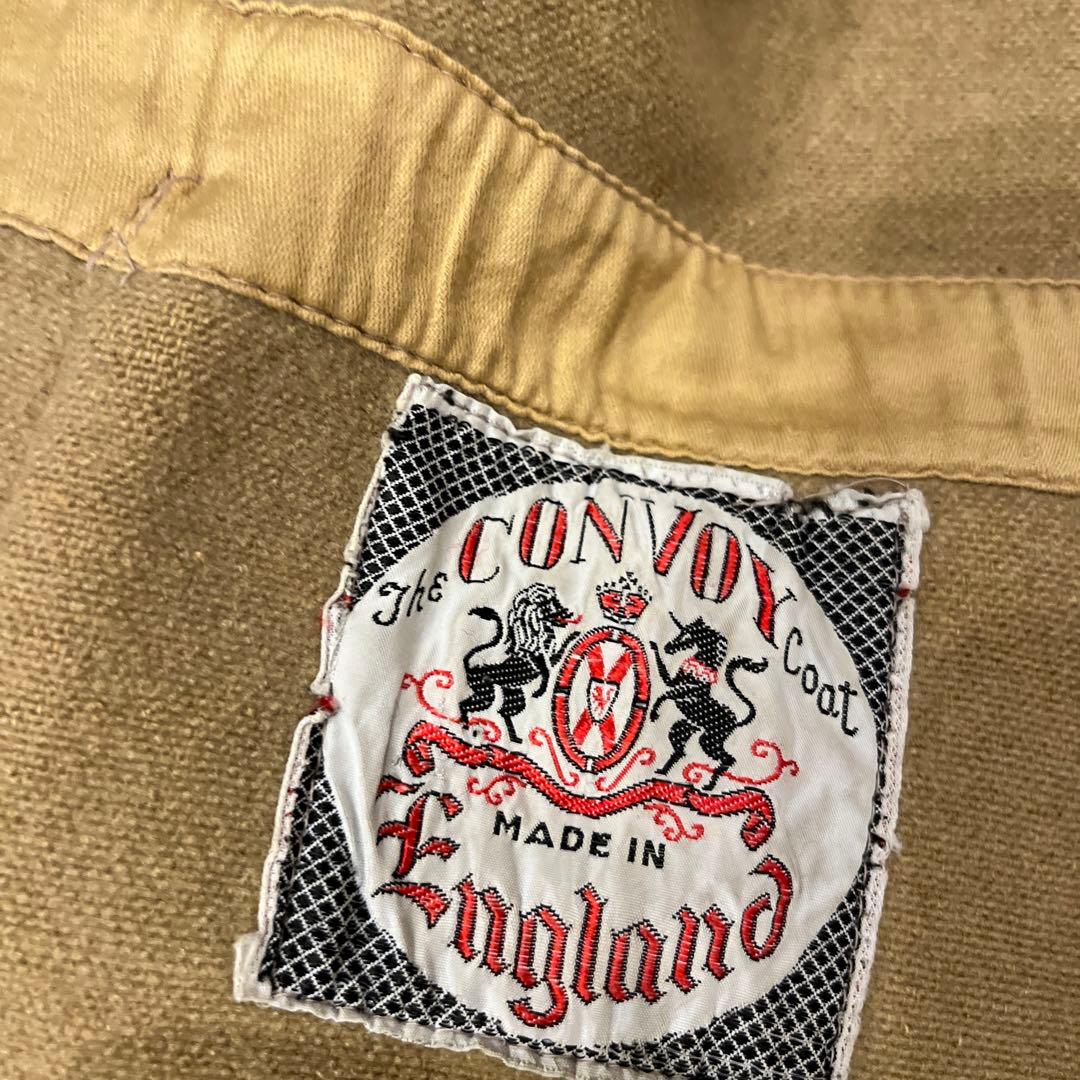 The CONVOY Coat
MADE IN
England